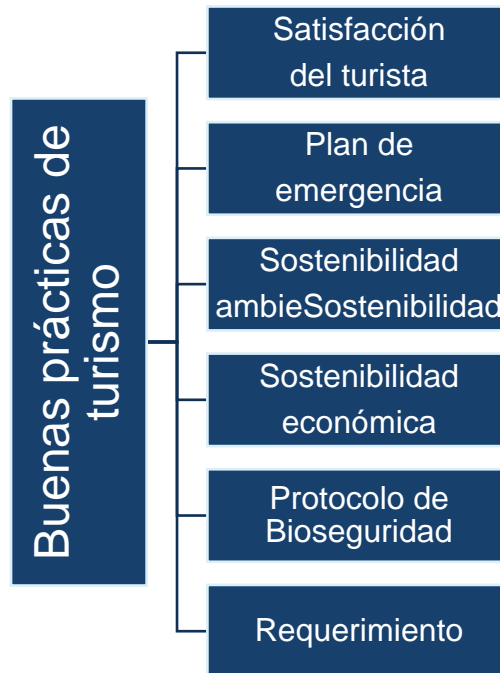 Buenas prácticas de
turismo
Satisfacción
del turista
Plan de
emergencia
Sostenibilidad
ambieSostenibilidad
Sostenibilidad
económica
Protocolo de
Bioseguridad
Requerimiento